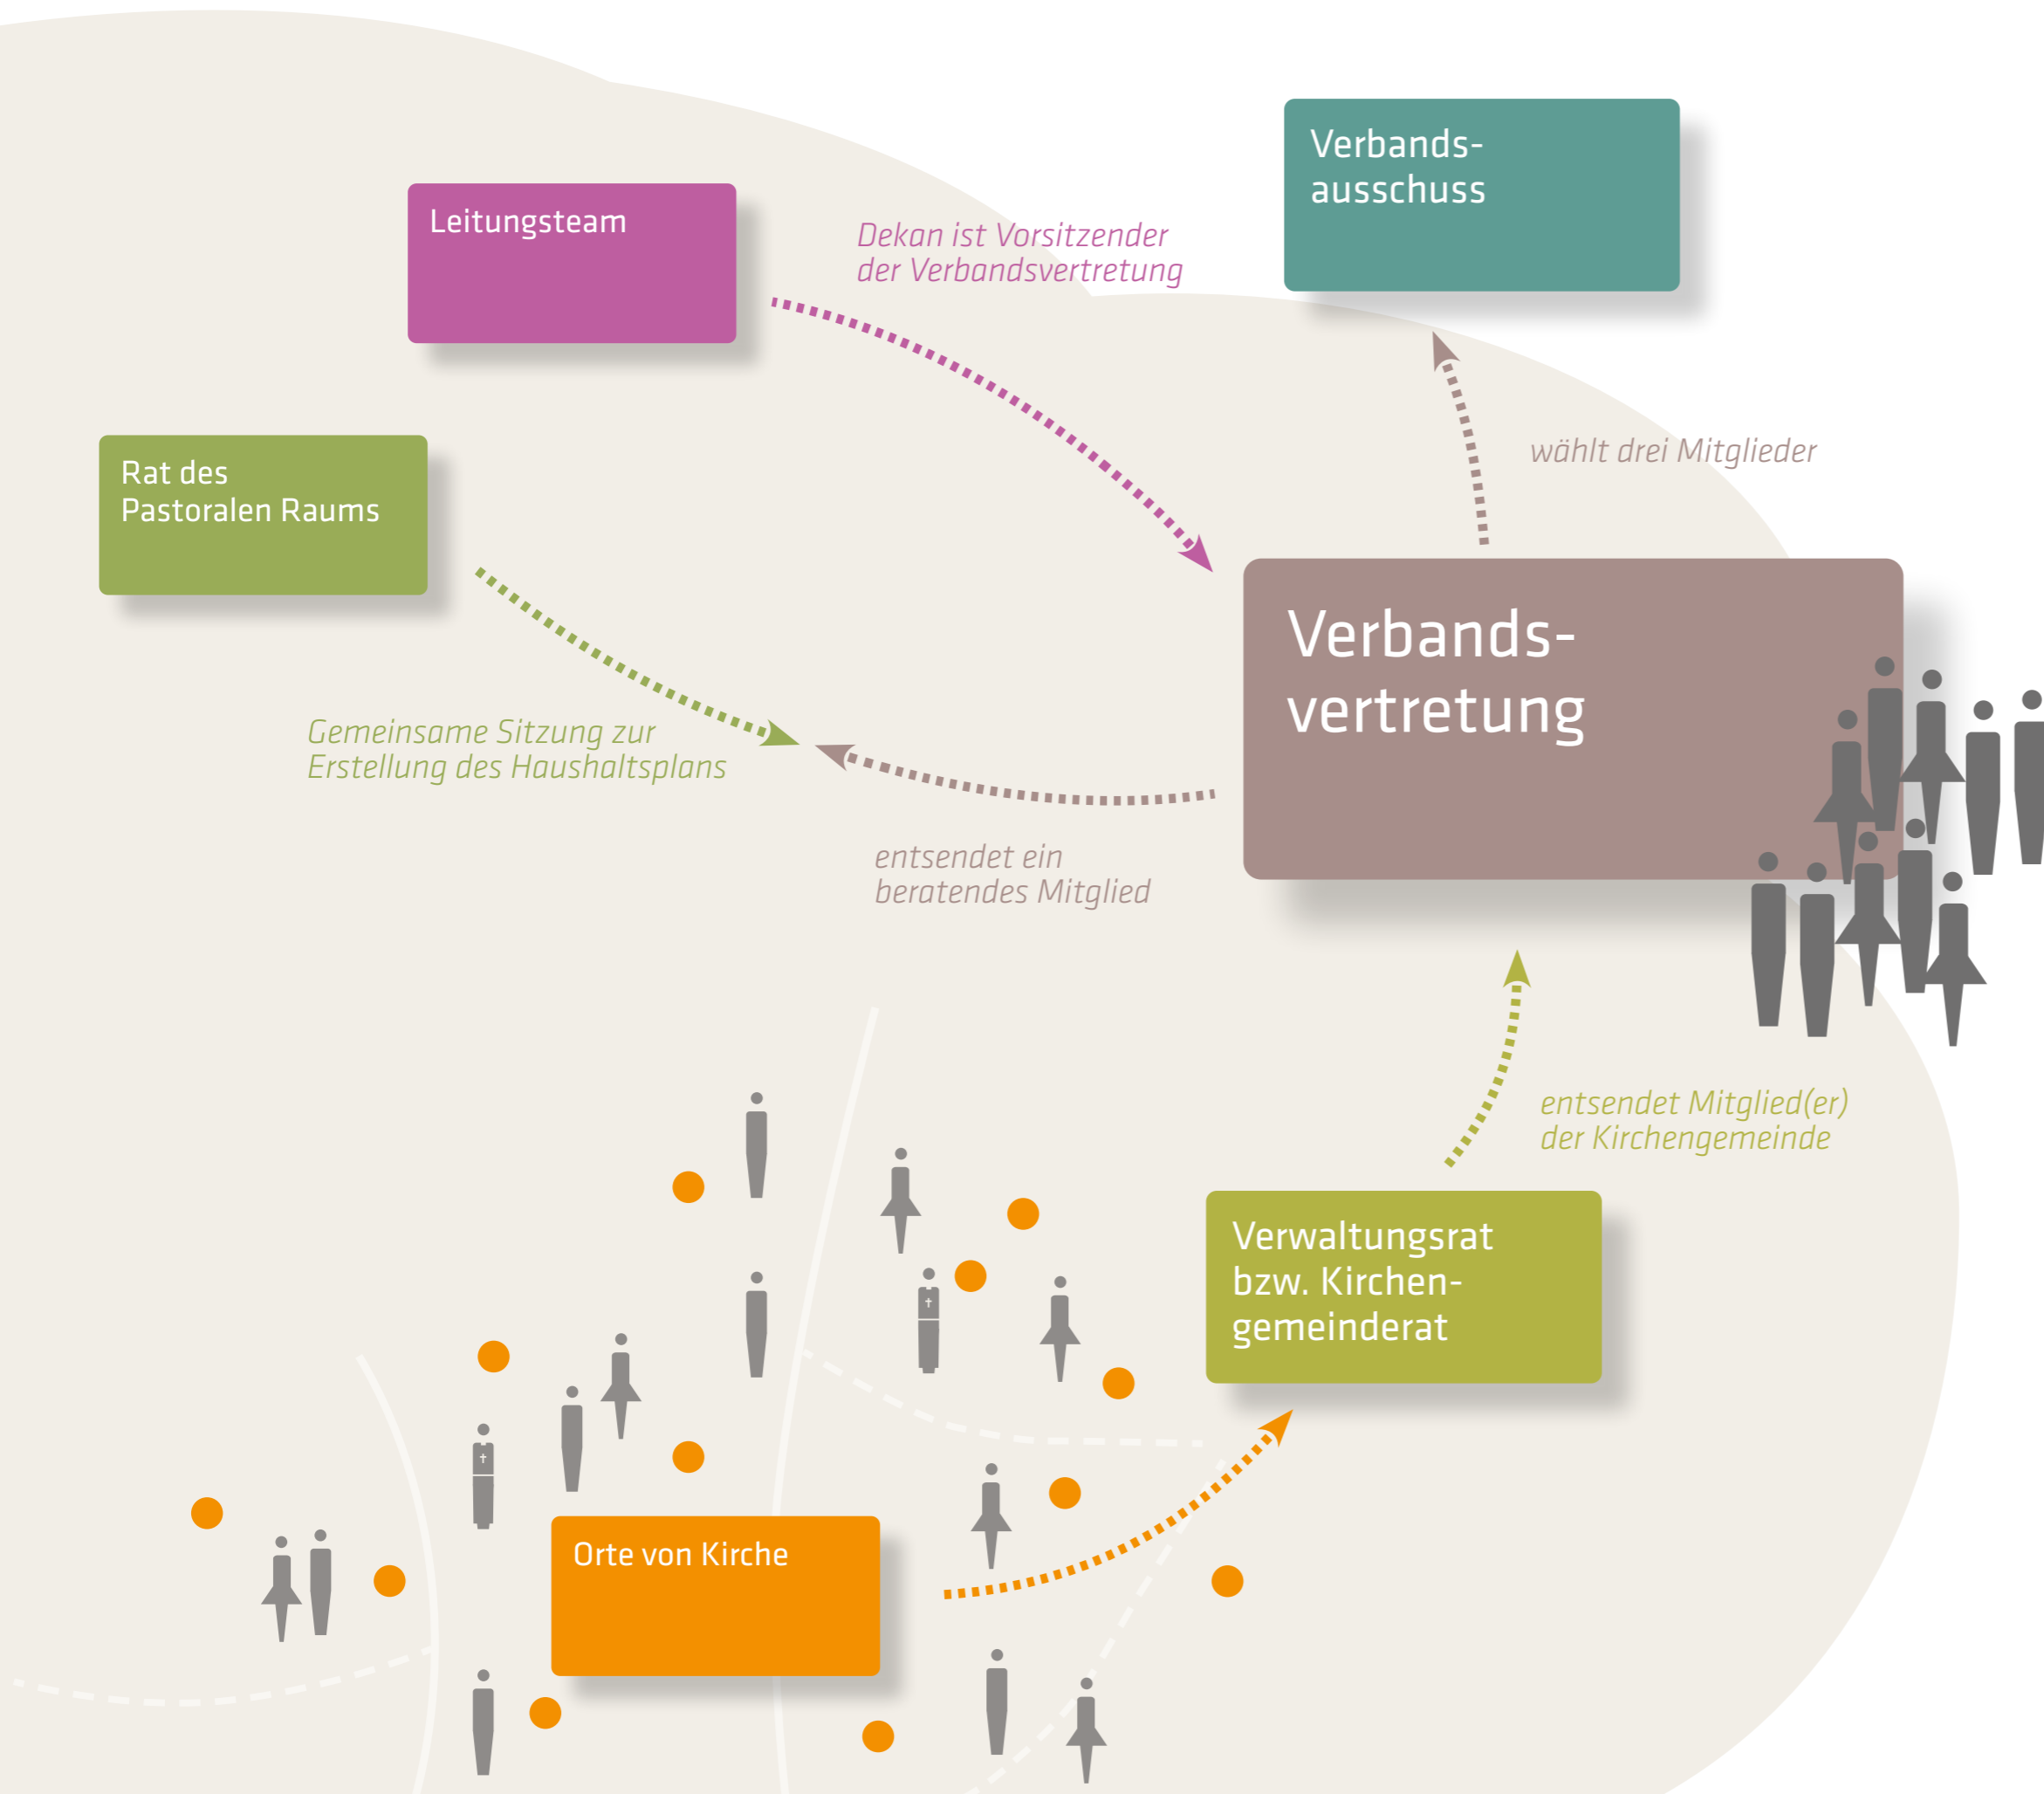 Verbands-
ausschuss
Leitungsteam
Dekan ist Vorsitzender
der Verbandsvertretung
wählt drei Mitglieder
Rat des
Pastoralen Raums
Verbands-
vertretung
Gemeinsame Sitzung zur
Erstellung des Haushaltsplans
entsendet ein
beratendes Mitglied
entsendet Mitglied(er)
der Kirchengemeinde
Verwaltungsrat
bzw. Kirchen-
gemeinderat
Orte von Kirche